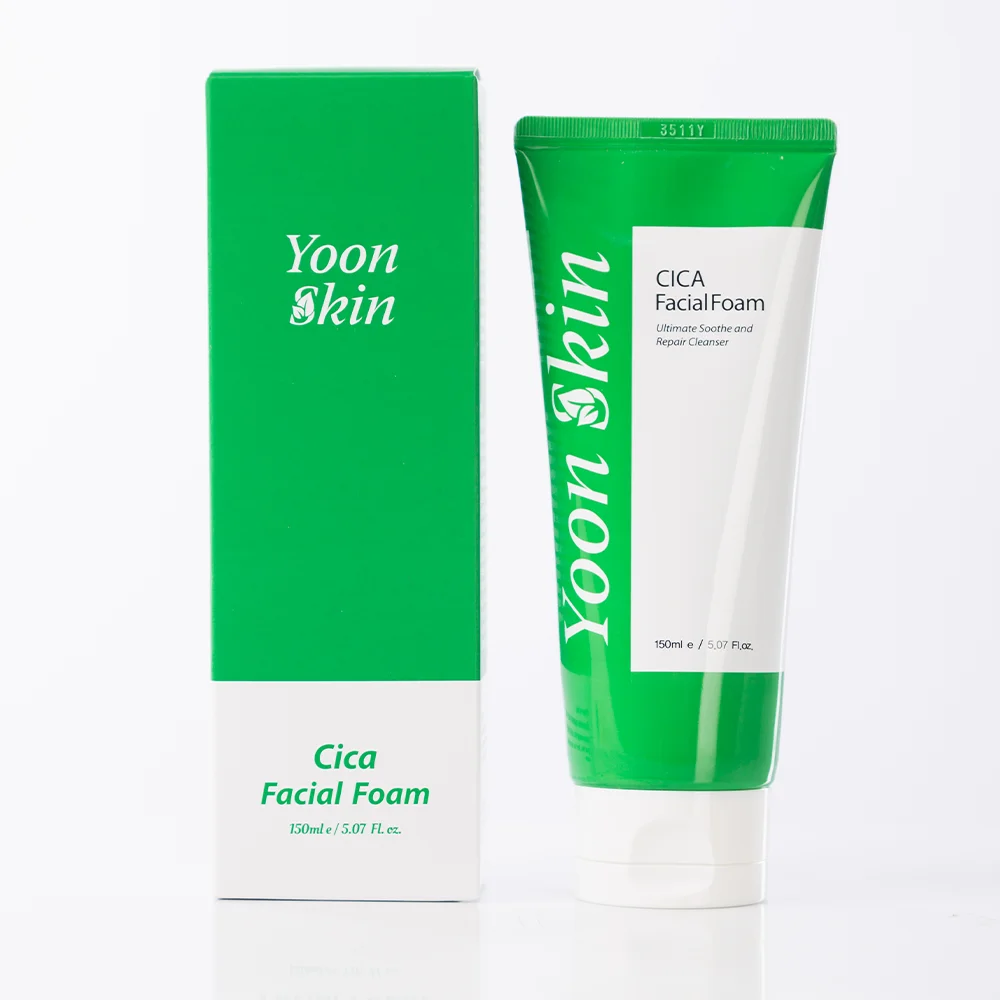 Yoon
Skin
Cica
Facial Foam
150ml e / 5.07 Fl. oz.
3511Y
Yoon Skin
CICA
Facial Foam
Ultimate Soothe and
Repair Cleanser
150ml e / 5.07 Fl.oz.